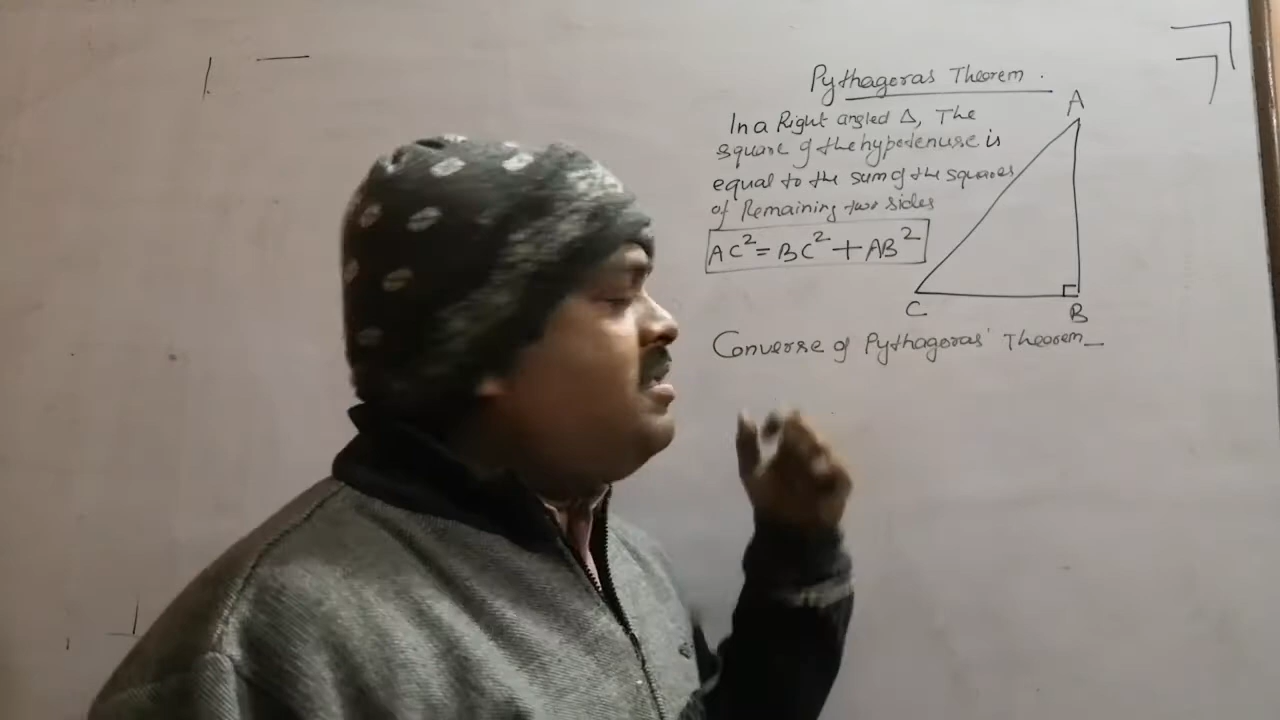 Pythagoras Theorem.
In a Right angled Δ, The
square of the hypotenuse is
equal to the sum of the squares
of Remaining two sides
AC² = BC² + AB²
A
C
B
Converse of Pythagoras' Theorem_